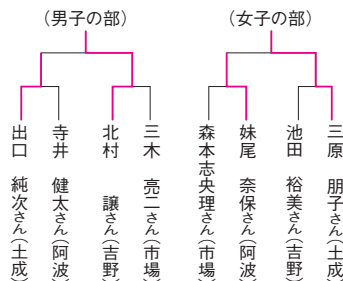 （男子の部）
出口 純次さん（土成）
寺井 健太さん（阿波）
北村 譲さん（吉野）
三木 亮二さん（市場）
（女子の部）
森本志央理さん（市場）
妹尾 奈保さん（阿波）
池田 裕美さん（吉野）
三原 朋子さん（土成）